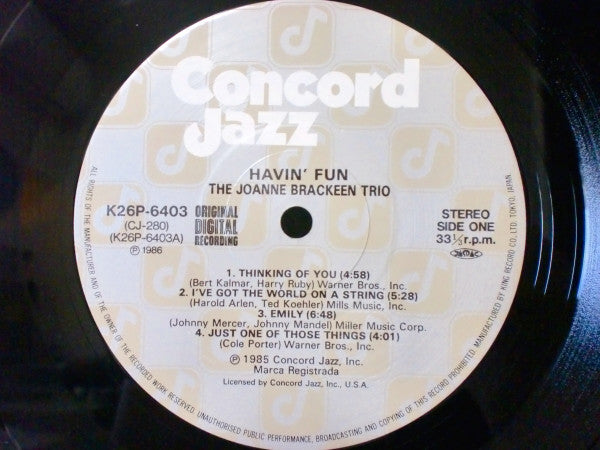 Concord
Jazz
HAVIN' FUN
THE JOANNE BRACKEEN TRIO
K26P-6403
(CJ-280)
(K26P-6403A)
Ⓟ 1986
ORIGINAL
DIGITAL
RECORDING
STEREO
SIDE ONE
33 1/3 r.p.m.
1. THINKING OF YOU (4:58)
(Bert Kalmar, Harry Ruby) Warner Bros., Inc.
2. I'VE GOT THE WORLD ON A STRING (5:28)
(Harold Arlen, Ted Koehler) Mills Music, Inc.
3. EMILY (6:48)
(Johnny Mercer, Johnny Mandel) Miller Music Corp.
4. JUST ONE OF THOSE THINGS (4:01)
(Cole Porter) Warner Bros., Inc.
Ⓟ 1985 Concord Jazz, Inc.
Marca Registrada
Licensed by Concord Jazz, Inc., U.S.A.
ALL RIGHTS OF THE MANUFACTURER AND OF THE OWNER OF THE RECORDED WORK RESERVED. UNAUTHORISED PUBLIC PERFORMANCE, BROADCASTING AND COPYING OF THIS RECORD PROHIBITED. MANUFACTURED BY KING RECORD CO. LTD. TOKYO, JAPAN